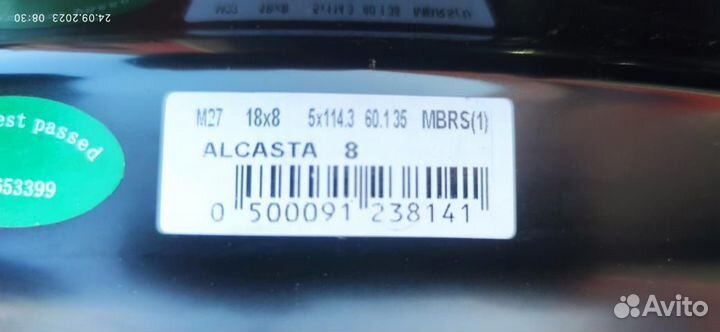 24.09.2023 08:30
M27 18x8 5x114.3 60.1 35 MBRS(1)
ALCASTA 8
0 500091 238141
est passed
653399
Avito